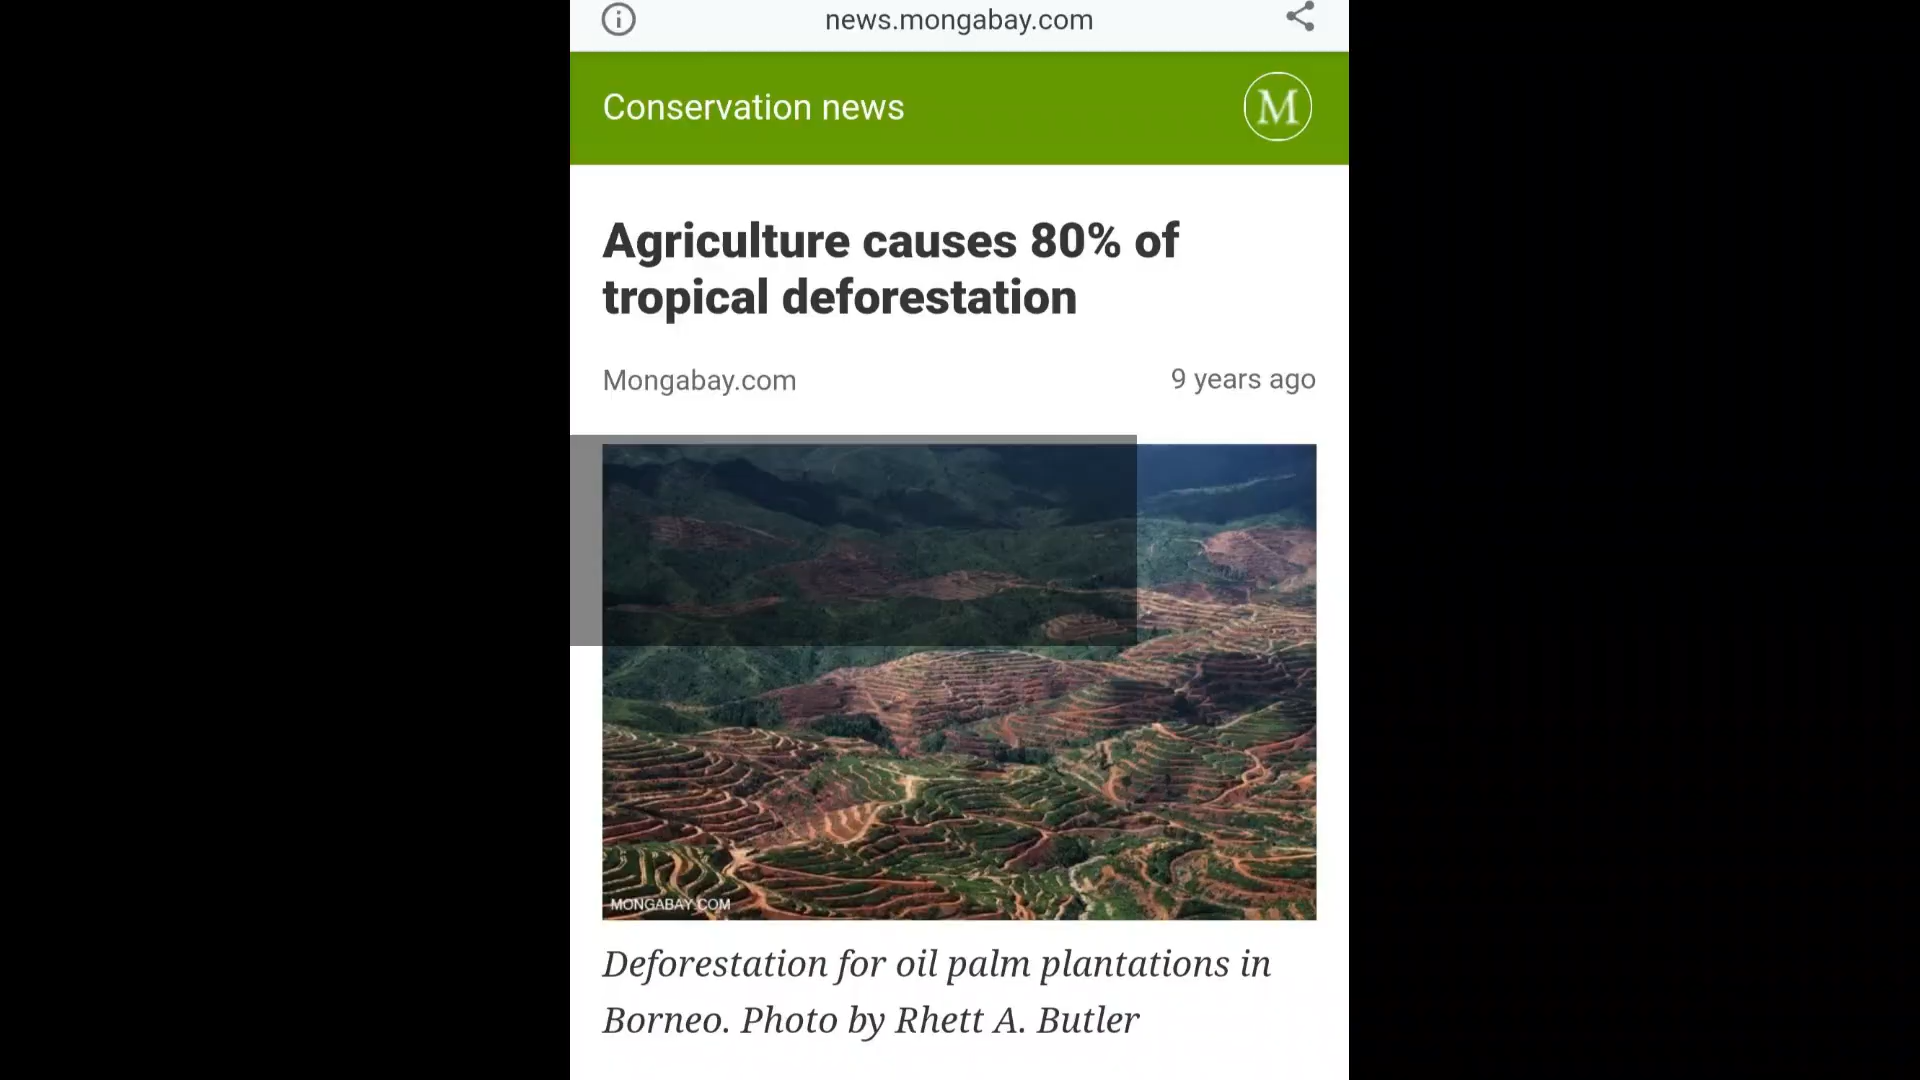 news.mongabay.com
Conservation news
M
Agriculture causes 80% of
tropical deforestation
Mongabay.com
9 years ago
MONGABAY.COM
Deforestation for oil palm plantations in
Borneo. Photo by Rhett A. Butler